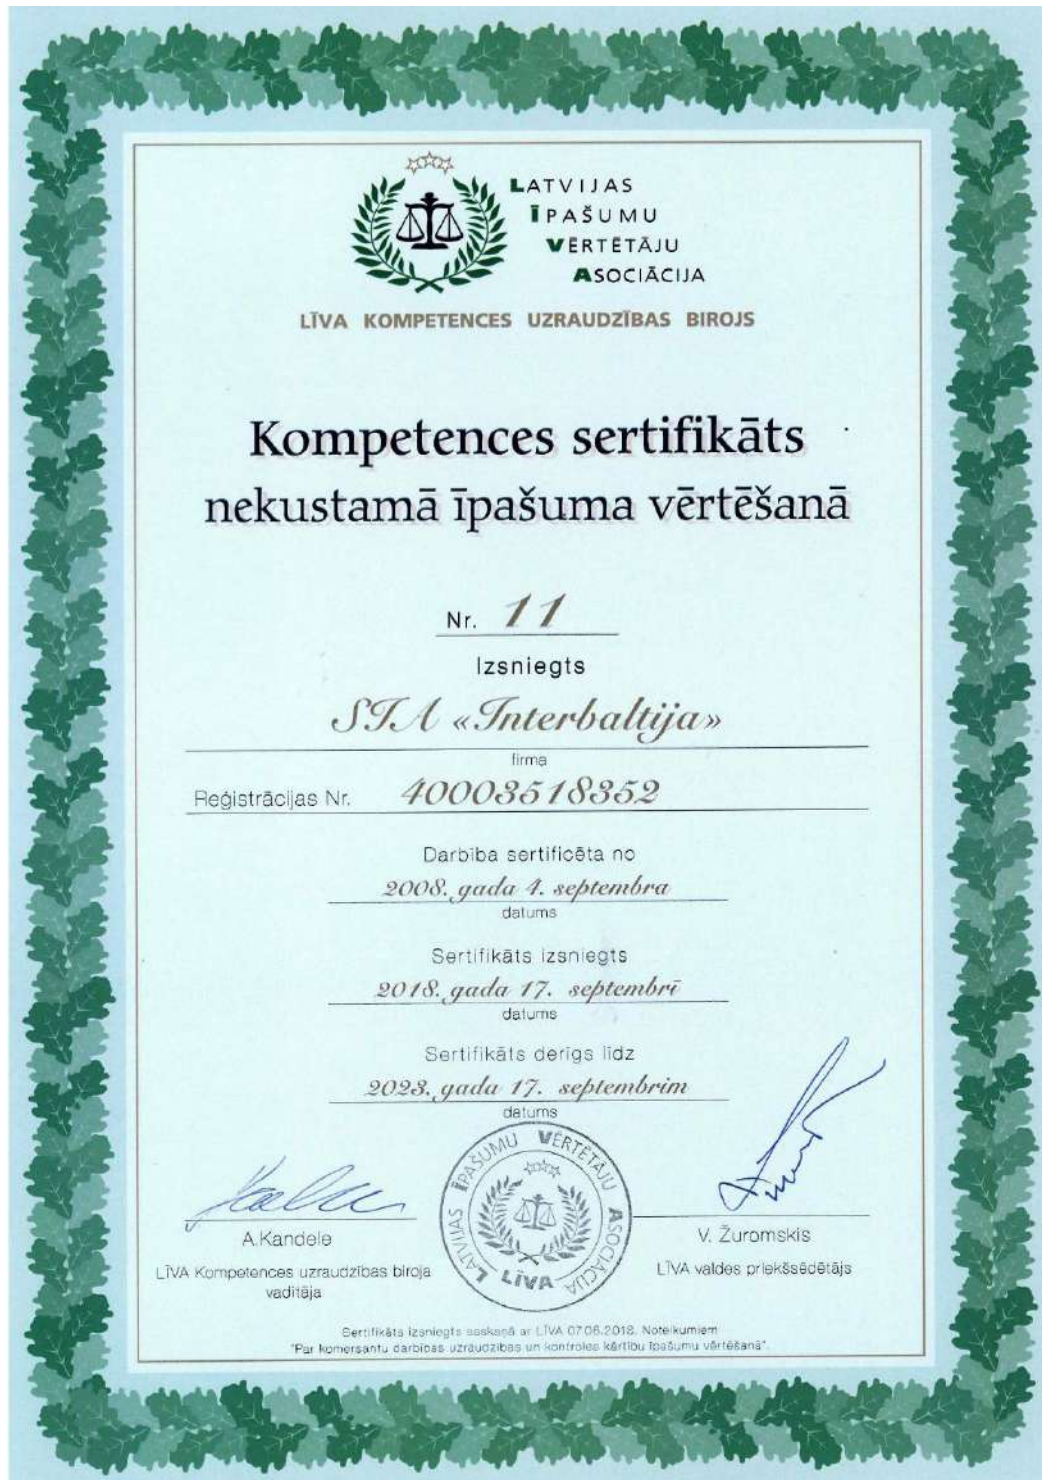 LATVIJAS
ĪPAŠUMU
VĒRTĒTĀJU
ASOCIĀCIJA
LĪVA KOMPETENCES UZRAUDZĪBAS BIROJS
Kompetences sertifikāts
nekustamā īpašuma vērtēšanā
Nr. 11
Izsniegts
SIA «Interbaltija»
firma
Reģistrācijas Nr. 40003518352
Darbība sertificēta no
2008. gada 4. septembra
datums
Sertifikāts izsniegts
2018. gada 17. septembrī
datums
Sertifikāts derīgs līdz
2023. gada 17. septembrim
datums
LATVIJAS ĪPAŠUMU VĒRTĒTĀJU ASOCIĀCIJA
LĪVA
A.Kandele
LĪVA Kompetences uzraudzības biroja
vadītāja
V. Žuromskis
LĪVA valdes priekšsēdētājs
Sertifikāts izsniegts saskaņā ar LĪVA 07.06.2018. Noteikumiem
"Par komersantu darbības uzraudzības un kontroles kārtību īpašumu vērtēšanā".